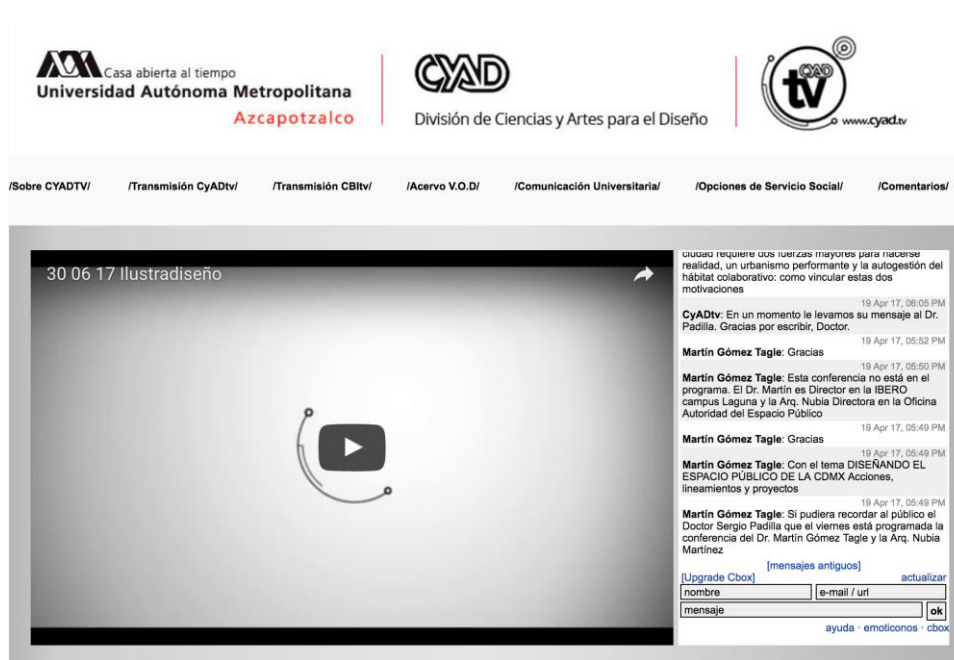 Casa abierta al tiempo
Universidad Autónoma Metropolitana
Azcapotzalco
CYAD
División de Ciencias y Artes para el Diseño
CYAD
tv
www.cyad.tv
/Sobre CYADTV/ /Transmisión CyADtv/ /Transmisión CBItv/ /Acervo V.O.D/ /Comunicación Universitaria/ /Opciones de Servicio Social/ /Comentarios/
30 06 17 Ilustradiseño
ciudad requiere dos fuerzas mayores para hacerse
realidad, un urbanismo performante y la autogestión del
hábitat colaborativo: como vincular estas dos
motivaciones
19 Apr 17, 06:05 PM
CyADtv: En un momento le levamos su mensaje al Dr.
Padilla. Gracias por escribir, Doctor.
19 Apr 17, 05:52 PM
Martín Gómez Tagle: Gracias
19 Apr 17, 05:50 PM
Martín Gómez Tagle: Esta conferencia no está en el
programa. El Dr. Martín es Director en la IBERO
campus Laguna y la Arq. Nubia Directora en la Oficina
Autoridad del Espacio Público
19 Apr 17, 05:49 PM
Martín Gómez Tagle: Gracias
19 Apr 17, 05:49 PM
Martín Gómez Tagle: Con el tema DISEÑANDO EL
ESPACIO PÚBLICO DE LA CDMX Acciones,
lineamientos y proyectos
19 Apr 17, 05:49 PM
Martín Gómez Tagle: Si pudiera recordar al público el
Doctor Sergio Padilla que el viernes está programada la
conferencia del Dr. Martín Gómez Tagle y la Arq. Nubia
Martínez
[mensajes antiguos]
[Upgrade Cbox] actualizar
nombre e-mail / url
mensaje ok
ayuda · emoticonos · cbox